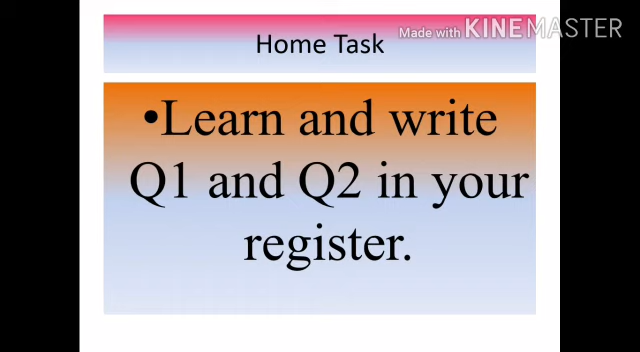 Made with KINEMASTER
Home Task
•Learn and write
Q1 and Q2 in your
register.